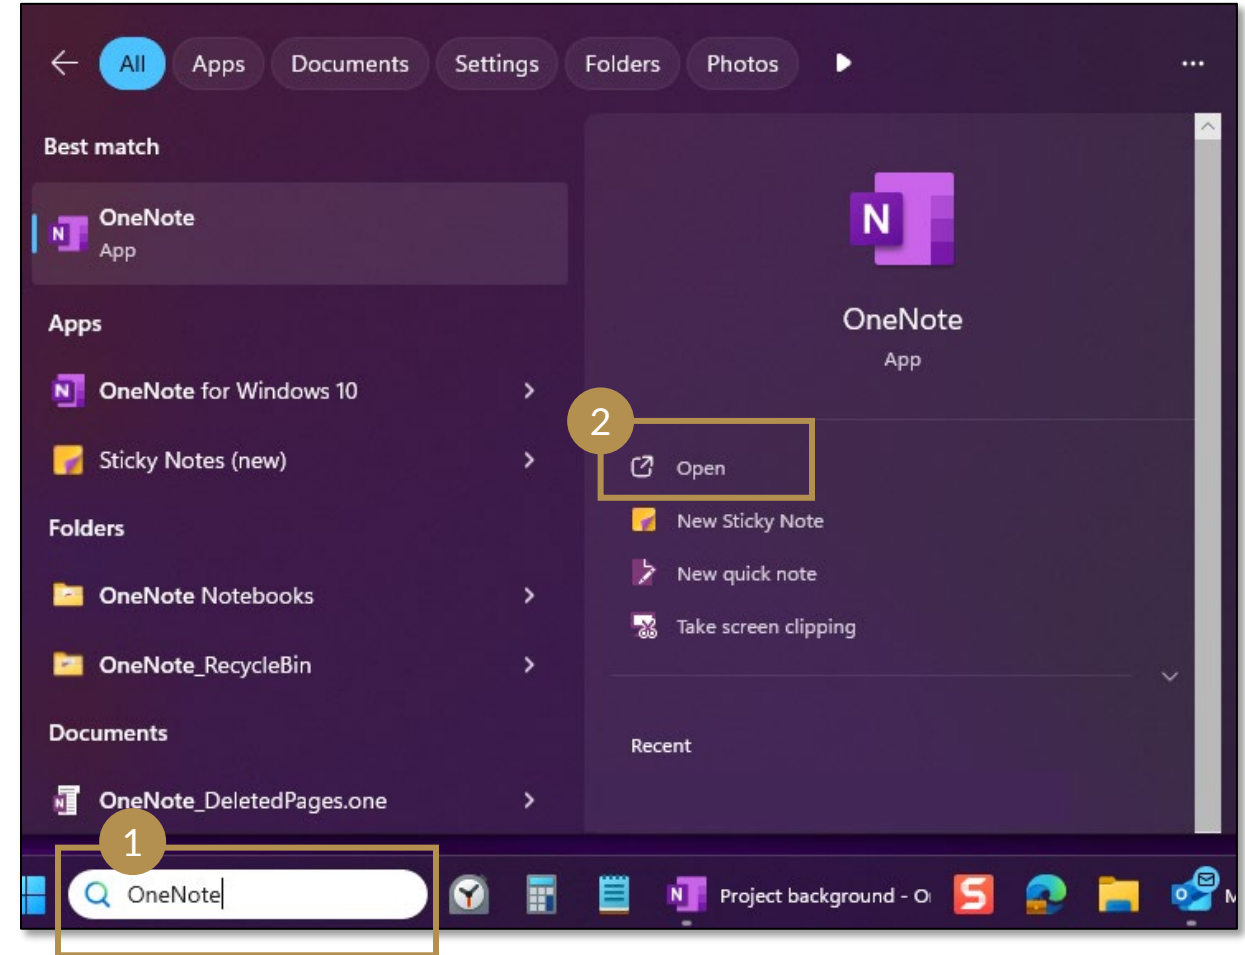 All Apps Documents Settings Folders Photos
Best match
OneNote
App
Apps
OneNote for Windows 10
Sticky Notes (new)
Folders
OneNote Notebooks
OneNote_RecycleBin
Documents
OneNote_DeletedPages.one
N
OneNote
App
2
Open
New Sticky Note
New quick note
Take screen clipping
Recent
1
OneNote
Project background - O
S
M